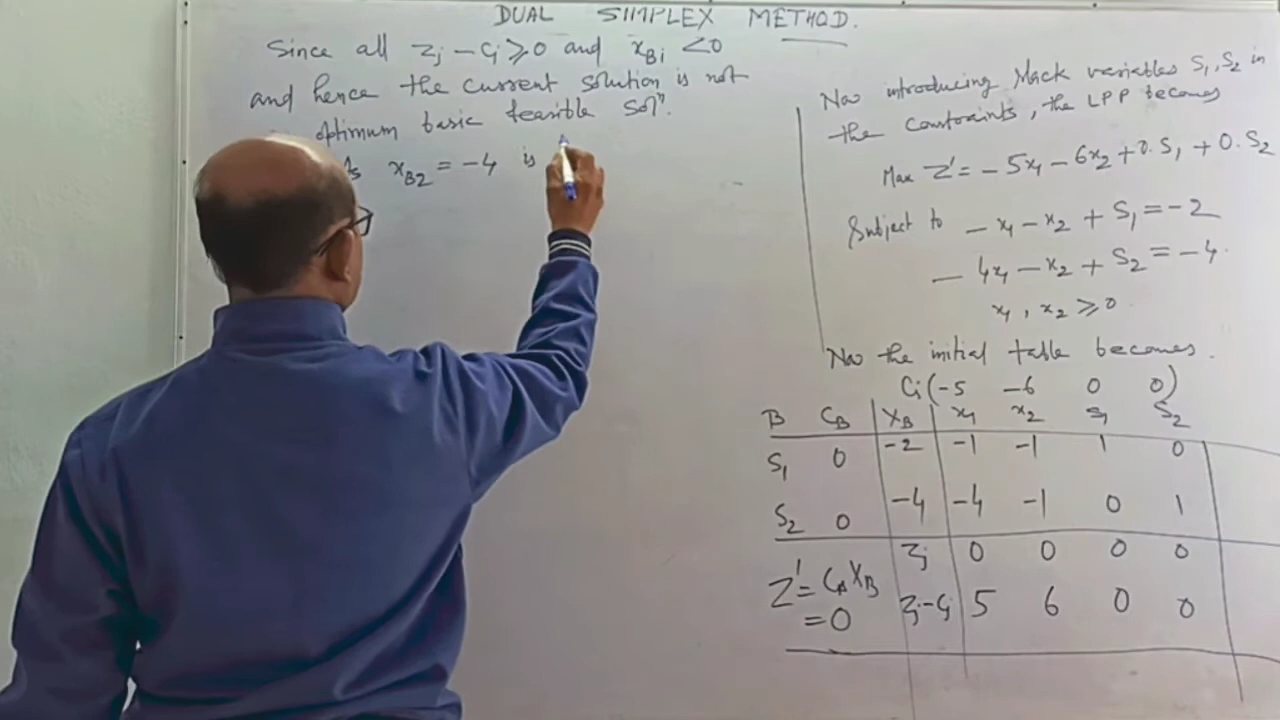 DUAL SIMPLEX METHOD.
Since all Zj - Cj ≥ 0 and xBi < 0
and hence the current solution is not
optimum basic feasible Solⁿ.
As xB2 = -4 is
Now introducing slack variables S1, S2 in
the constraints, the LPP becomes
Max Z' = -5x1 - 6x2 + 0.S1 + 0.S2
Subject to -x1 - x2 + S1 = -2
- 4x1 - x2 + S2 = -4.
x1, x2 ≥ 0
Now the initial table becomes.
Cj (-5 -6 0 0)
B CB XB x1 x2 S1 S2
S1 0 -2 -1 -1 1 0
S2 0 -4 -4 -1 0 1
Z' = CB XB Zj 0 0 0 0
= 0 Zj-Cj 5 6 0 0